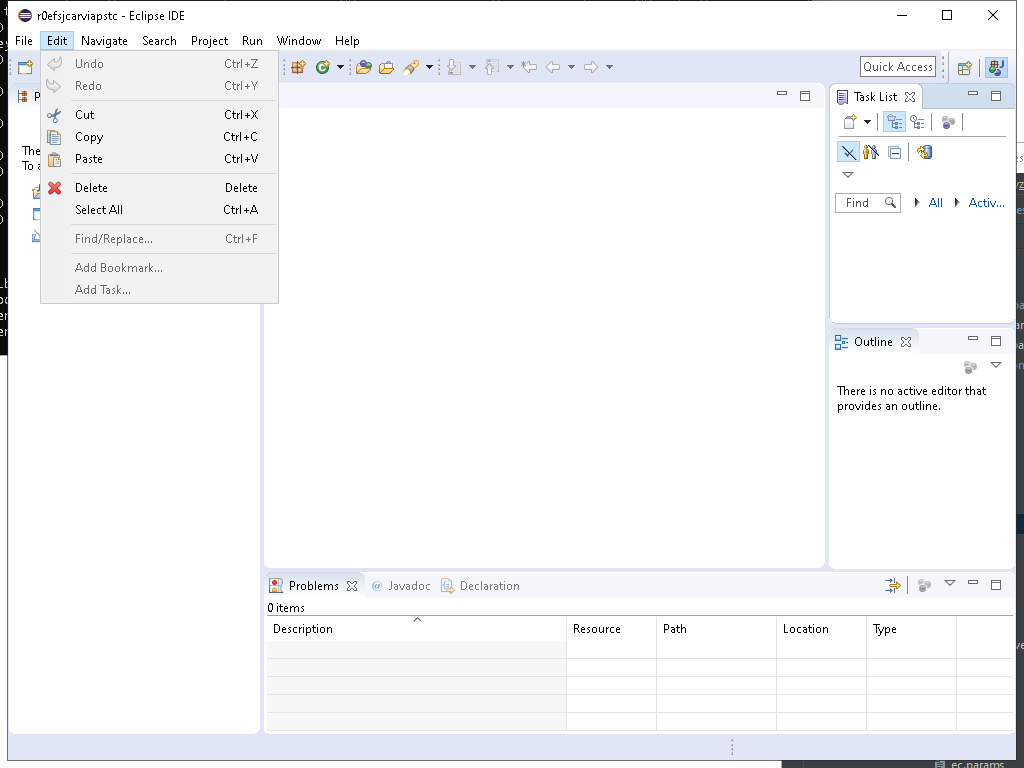 r0efsjcarviapstc - Eclipse IDE
File Edit Navigate Search Project Run Window Help
Quick Access
Undo Ctrl+Z
Redo Ctrl+Y
Cut Ctrl+X
Copy Ctrl+C
Paste Ctrl+V
Delete Delete
Select All Ctrl+A
Find/Replace... Ctrl+F
Add Bookmark...
Add Task...
P
The
To a
Task List
Find All Activ...
Outline
There is no active editor that
provides an outline.
Problems @ Javadoc Declaration
0 items
Description Resource Path Location Type
ec.params